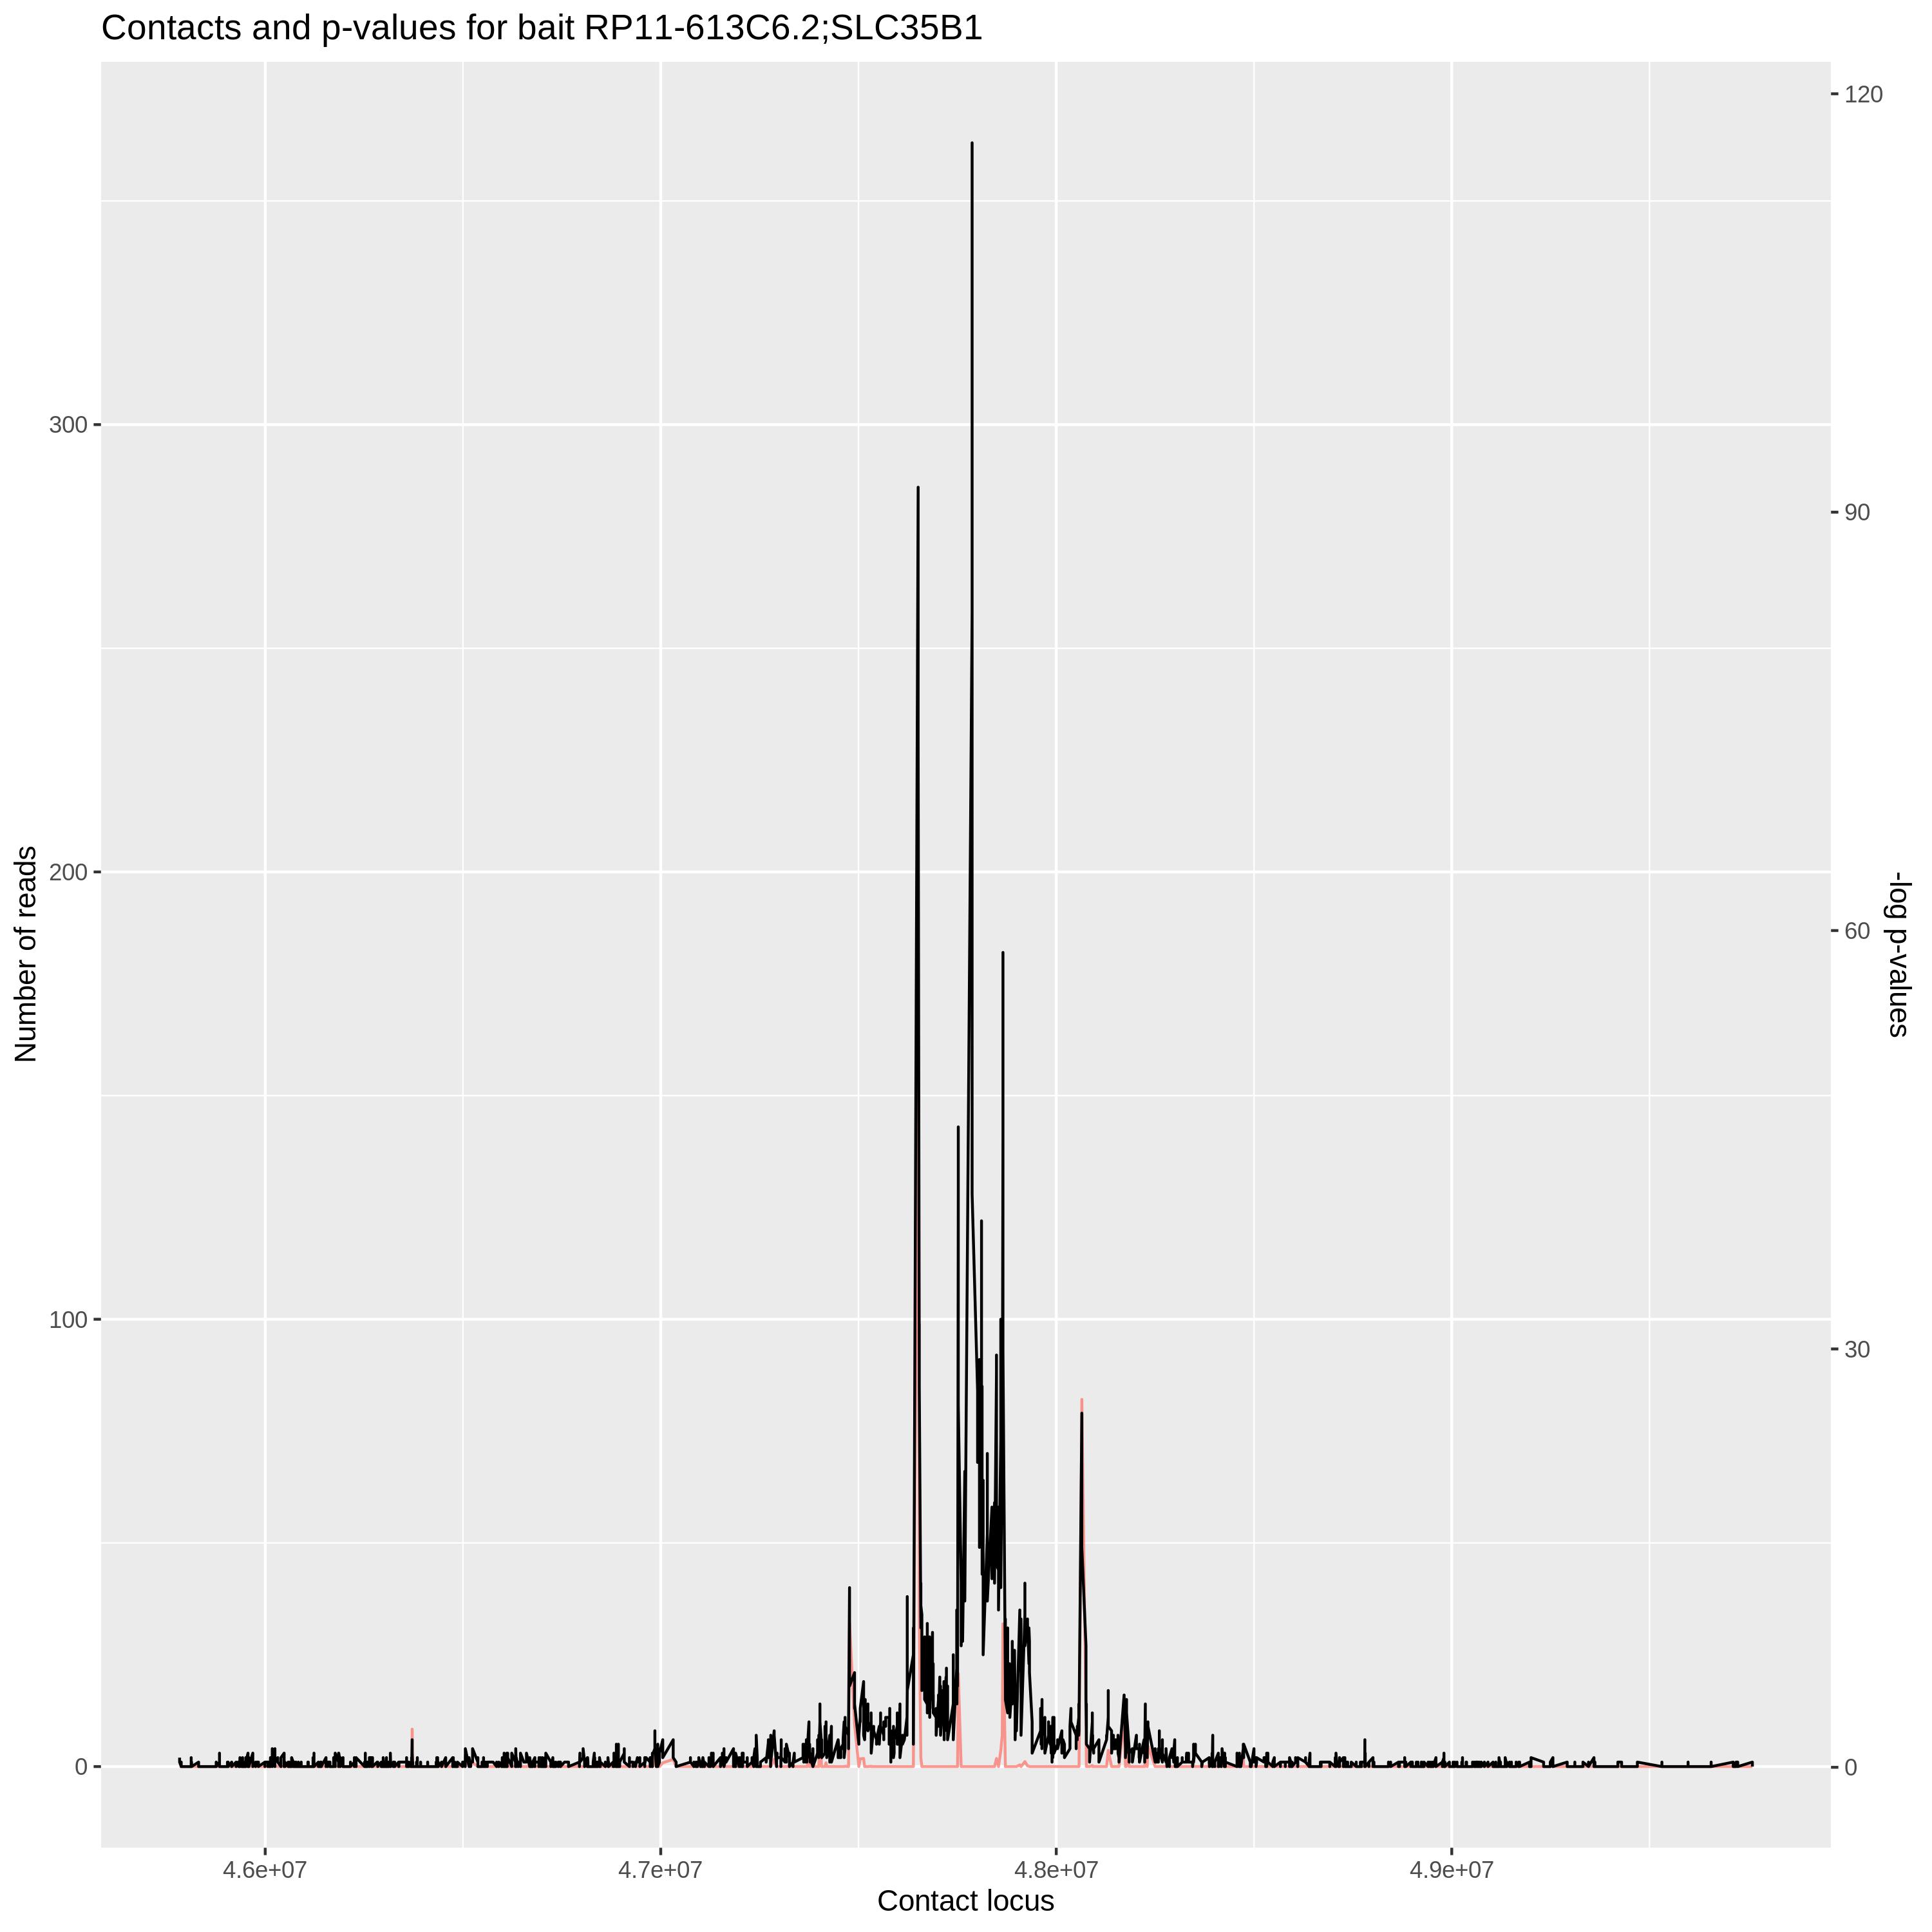 Contacts and p-values for bait RP11-613C6.2;SLC35B1
120
300
90
200
60
Number of reads
-log p-values
100
30
0
0
4.6e+07
4.7e+07
4.8e+07
4.9e+07
Contact locus